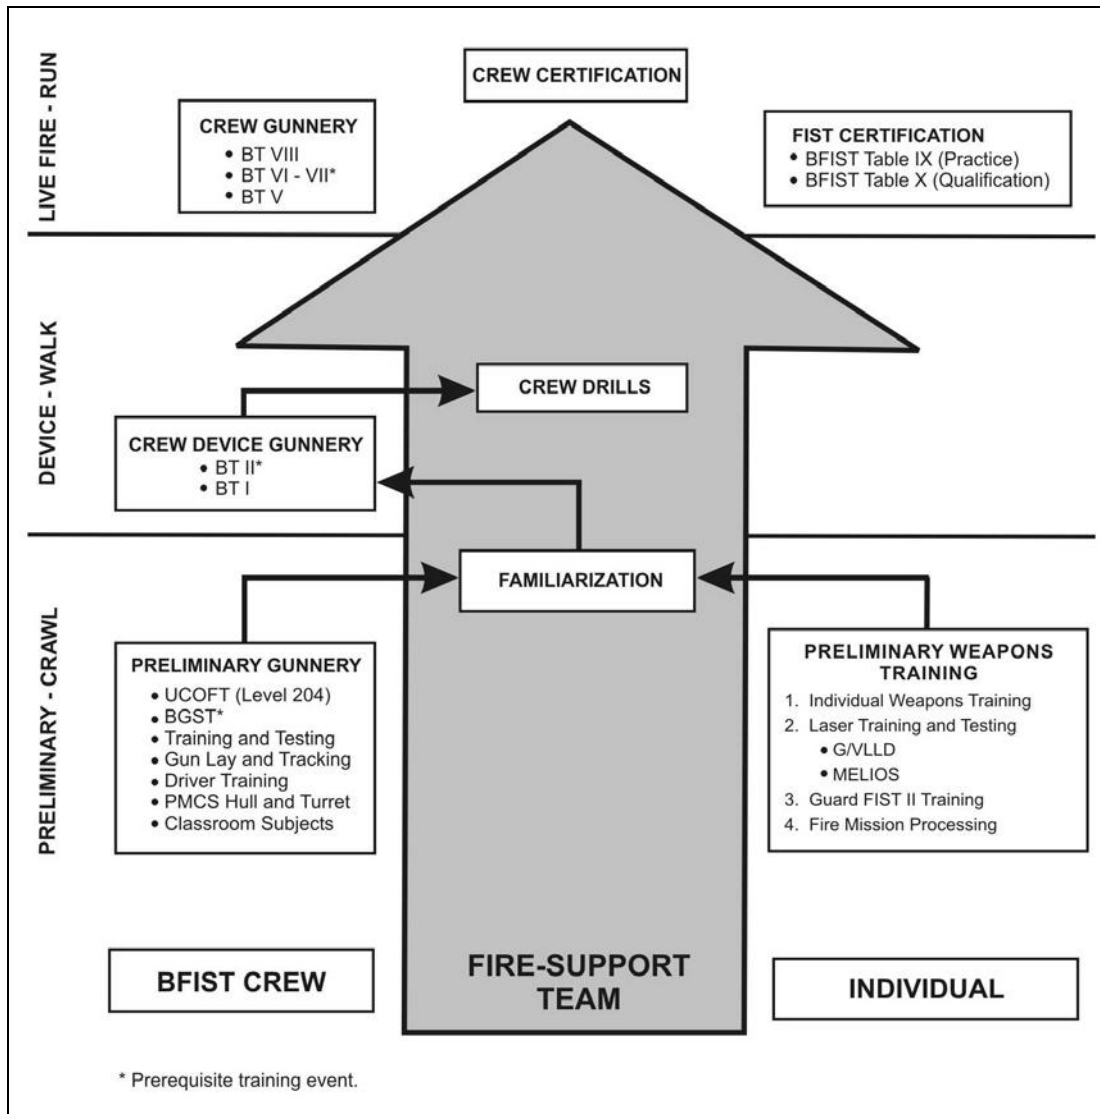 LIVE FIRE - RUN
CREW CERTIFICATION
CREW GUNNERY
• BT VIII
• BT VI - VII*
• BT V
FIST CERTIFICATION
• BFIST Table IX (Practice)
• BFIST Table X (Qualification)
DEVICE - WALK
CREW DRILLS
CREW DEVICE GUNNERY
• BT II*
• BT I
PRELIMINARY - CRAWL
FAMILIARIZATION
PRELIMINARY GUNNERY
• UCOFT (Level 204)
• BGST*
• Training and Testing
• Gun Lay and Tracking
• Driver Training
• PMCS Hull and Turret
• Classroom Subjects
PRELIMINARY WEAPONS
TRAINING
1. Individual Weapons Training
2. Laser Training and Testing
• G/VLLD
• MELIOS
3. Guard FIST II Training
4. Fire Mission Processing
BFIST CREW
FIRE-SUPPORT
TEAM
INDIVIDUAL
* Prerequisite training event.